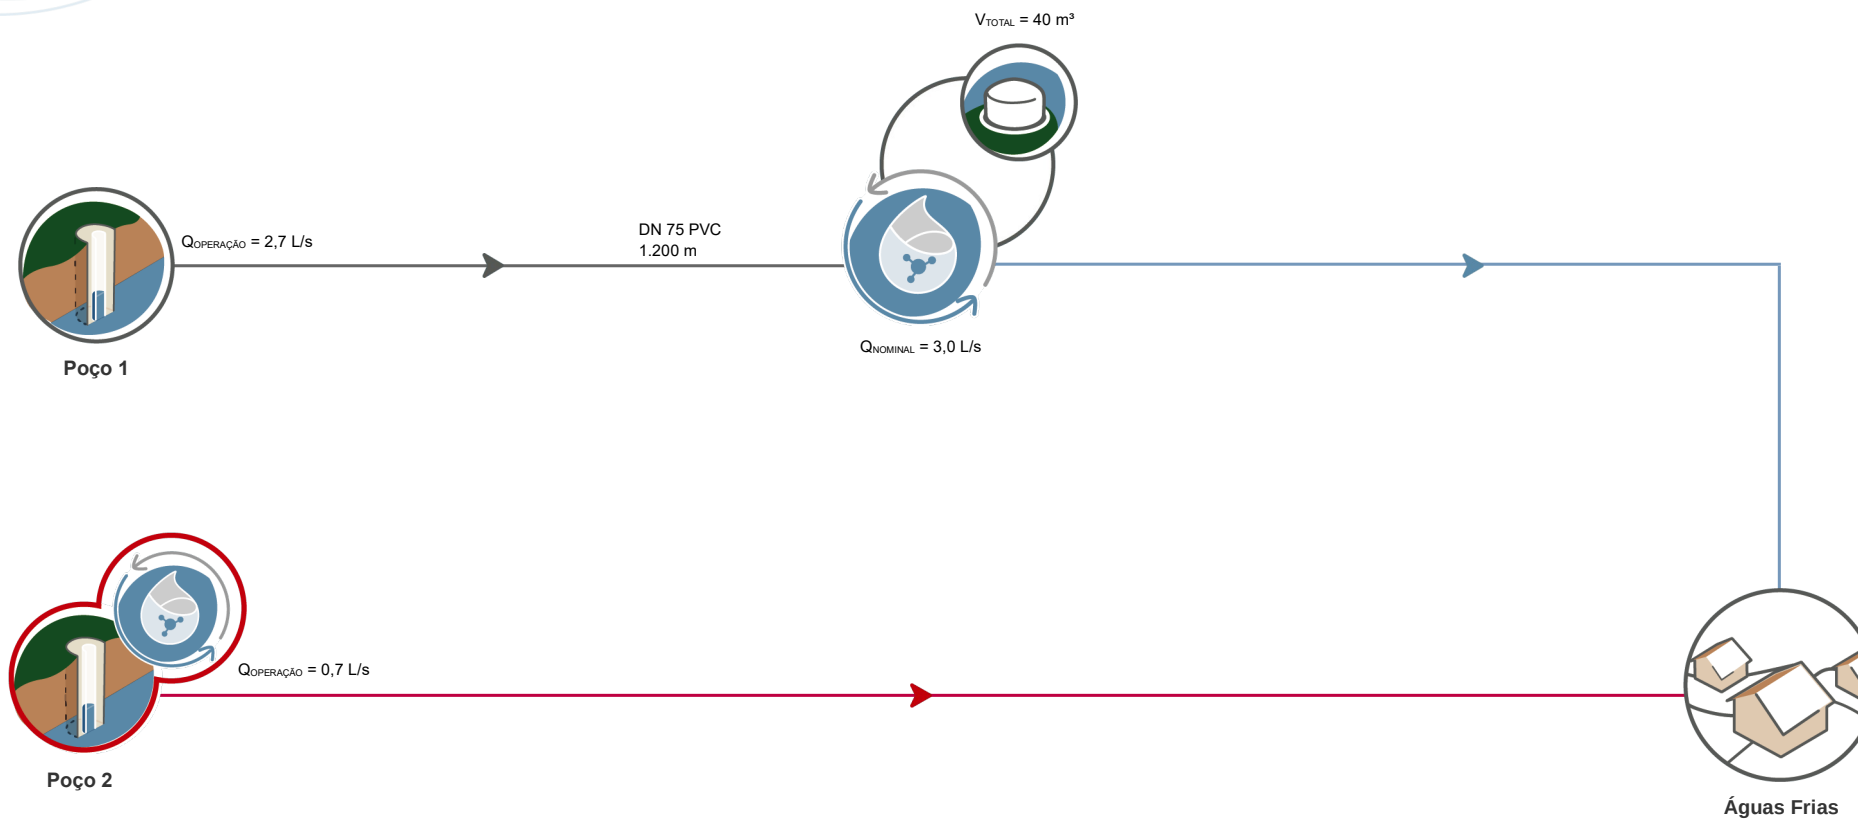 VTOTAL = 40 m³
QOPERAÇÃO = 2,7 L/s
DN 75 PVC
1.200 m
QNOMINAL = 3,0 L/s
Poço 1
QOPERAÇÃO = 0,7 L/s
Poço 2
Águas Frias